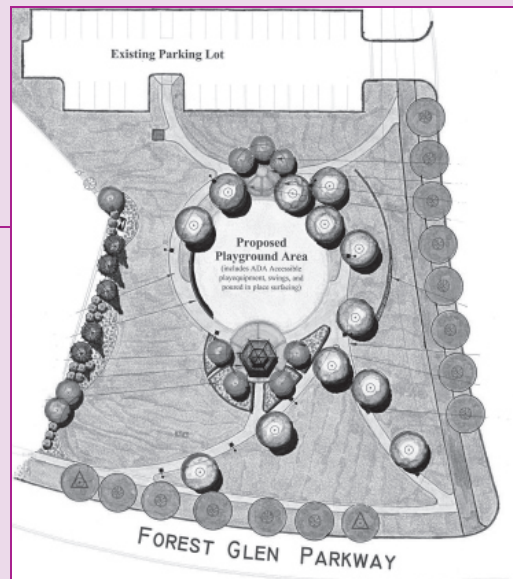 Existing Parking Lot
Proposed
Playground Area
(includes ADA Accessible
playequipment, swings, and
poured in place surfacing)
FOREST GLEN PARKWAY